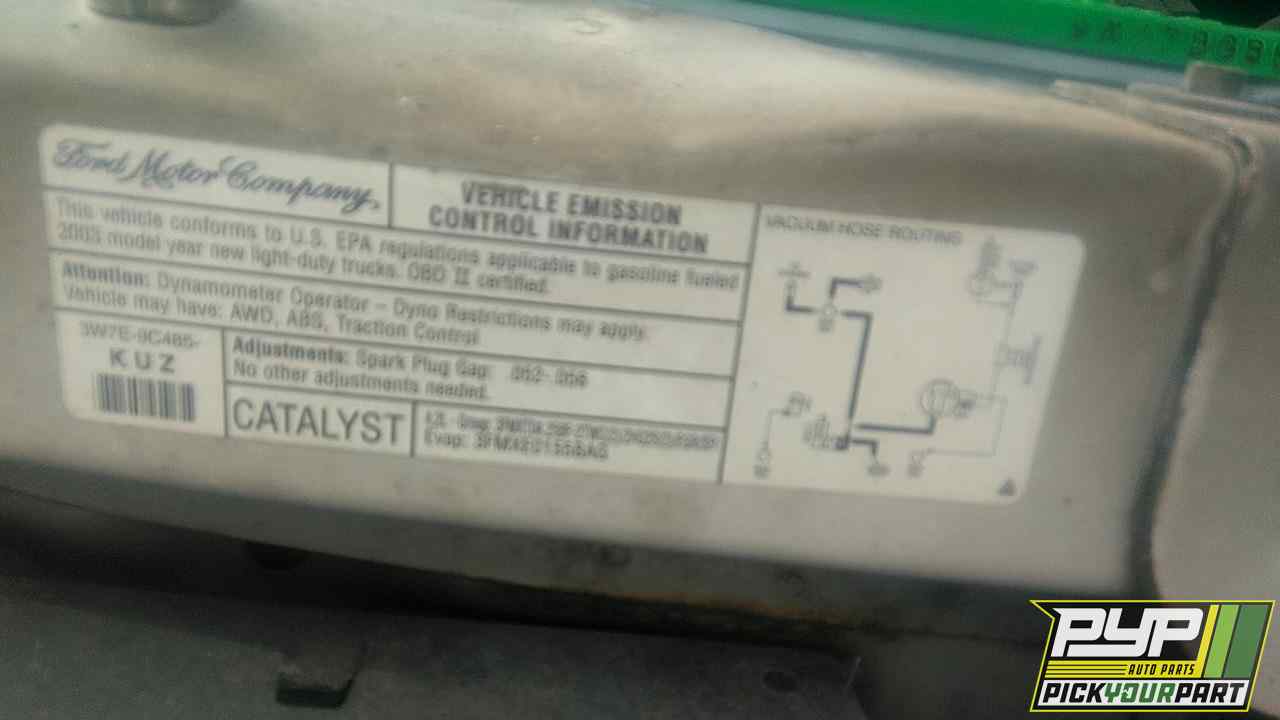 Ford Motor Company,
VEHICLE EMISSION
CONTROL INFORMATION
This vehicle conforms to U.S. EPA regulations applicable to gasoline fueled
2003 model year new light-duty trucks. OBD II certified.
Attention: Dynamometer Operator - Dyno Restrictions may apply.
Vehicle may have: AWD, ABS, Traction Control
3W7E-9C485-
KUZ
Adjustments: Spark Plug Gap: .052-.056
No other adjustments needed.
CATALYST
Evap:
VACUUM HOSE ROUTING
PYP
AUTO PARTS
PICKYOURPART